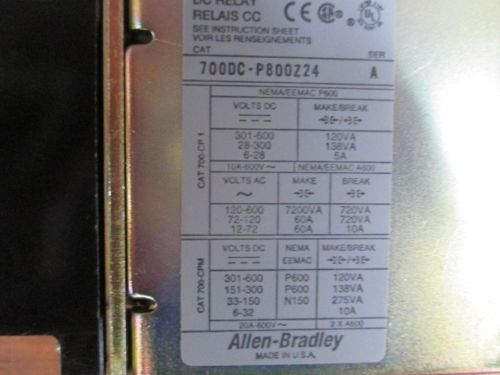 DC RELAY
RELAIS CC
SEE INSTRUCTION SHEET
VOIR LES RENSEIGNEMENTS
CAT SER
700DC-P800Z24 A
NEMA/EEMAC P600
VOLTS DC MAKE/BREAK
301-600 120VA
28-300 138VA
6-28 5A
CAT 700-CP1
10A-600V~ NEMA/EEMAC A600
VOLTS AC MAKE BREAK
120-600 7200VA 720VA
72-120 60A 720VA
12-72 60A 10A
VOLTS DC NEMA MAKE/BREAK
EEMAC
301-600 P600 120VA
151-300 P600 138VA
33-150 N150 275VA
6-32 10A
CAT 700-CPM
20A-600V~ 2 X A600
Allen-Bradley
MADE IN U.S.A.